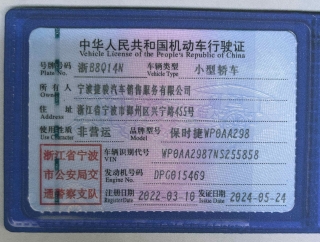 中华人民共和国机动车行驶证
Vehicle License of the People's Republic of China
号牌号码 浙B8Q14N 车辆类型 小型轿车
Plate No. Vehicle Type
所有人 宁波捷骏汽车销售服务有限公司
Owner
住址 浙江省宁波市鄞州区兴宁路455号
Address
使用性质 非营运 品牌型号 保时捷WP0AA298
Use Character Model
浙江省宁波市公安局交通警察支队
车辆识别代号 WP0AA2987NS255858
VIN
发动机号码 DPG015469
Engine No.
注册日期 2022-03-10 发证日期 2024-05-24
Register Date Issue Date